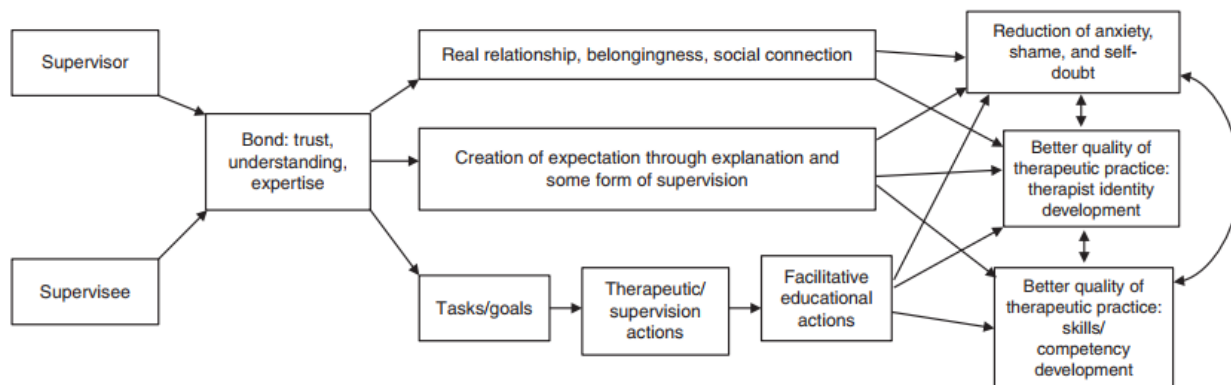 Supervisor
Supervisee
Bond: trust,
understanding,
expertise
Real relationship, belongingness, social connection
Creation of expectation through explanation and
some form of supervision
Tasks/goals
Therapeutic/
supervision
actions
Facilitative
educational
actions
Reduction of anxiety,
shame, and self-
doubt
Better quality of
therapeutic practice:
therapist identity
development
Better quality of
therapeutic practice:
skills/
competency
development